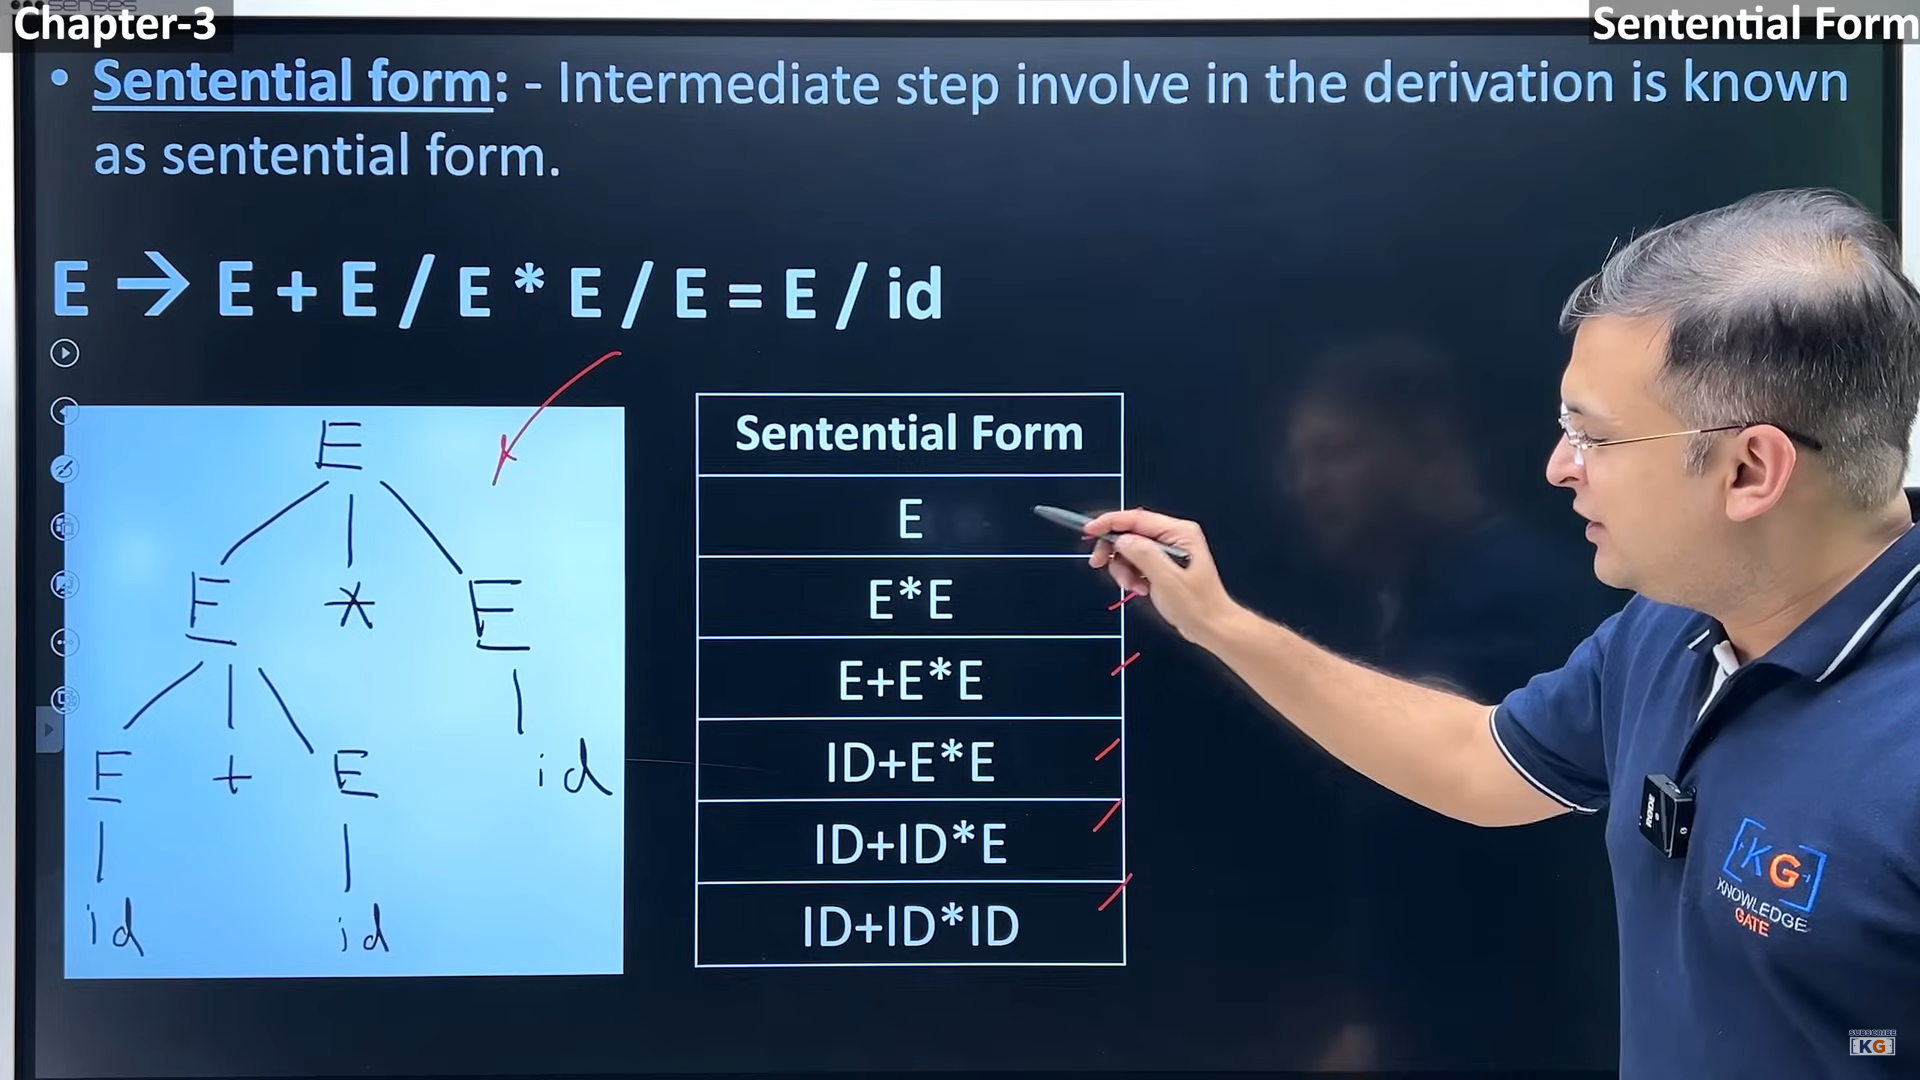 Chapter-3
Sentential Form
• Sentential form: - Intermediate step involve in the derivation is known
as sentential form.
E → E + E / E * E / E = E / id
E
E * E
E + E id
id id
Sentential Form
E
E*E
E+E*E
ID+E*E
ID+ID*E
ID+ID*ID
RODE
KG
KNOWLEDGE
GATE
SUBSCRIBE
KG